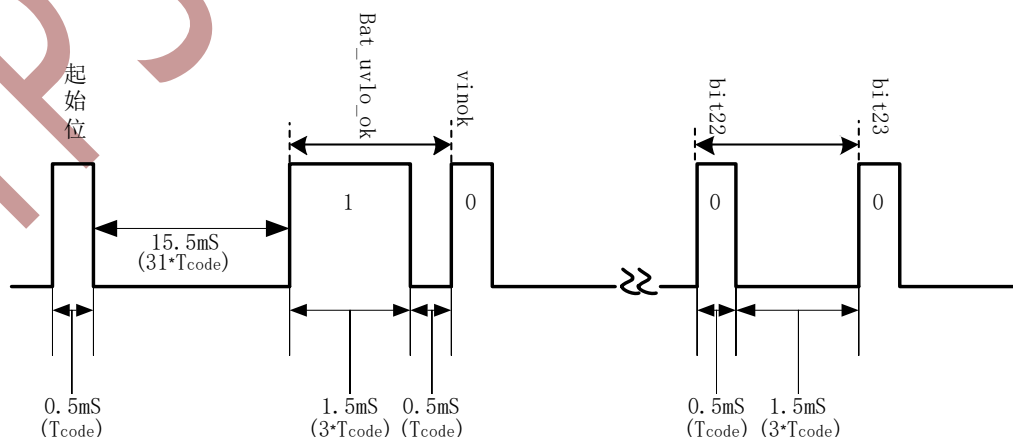 起始位
Bat_uvlo_ok
vinok
bit22
bit23
1
0
0
0
15.5mS
(31*Tcode)
0.5mS
(Tcode)
1.5mS
(3*Tcode)
0.5mS
(Tcode)
0.5mS
(Tcode)
1.5mS
(3*Tcode)